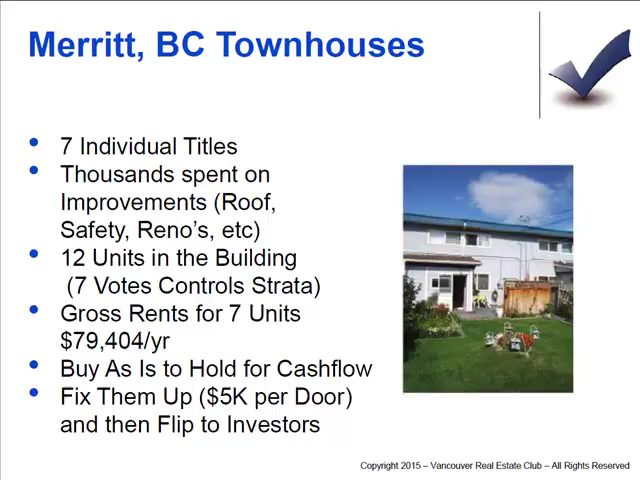 Merritt, BC Townhouses
• 7 Individual Titles
• Thousands spent on
Improvements (Roof,
Safety, Reno's, etc)
• 12 Units in the Building
(7 Votes Controls Strata)
• Gross Rents for 7 Units
$79,404/yr
• Buy As Is to Hold for Cashflow
• Fix Them Up ($5K per Door)
and then Flip to Investors
Copyright 2015 – Vancouver Real Estate Club – All Rights Reserved